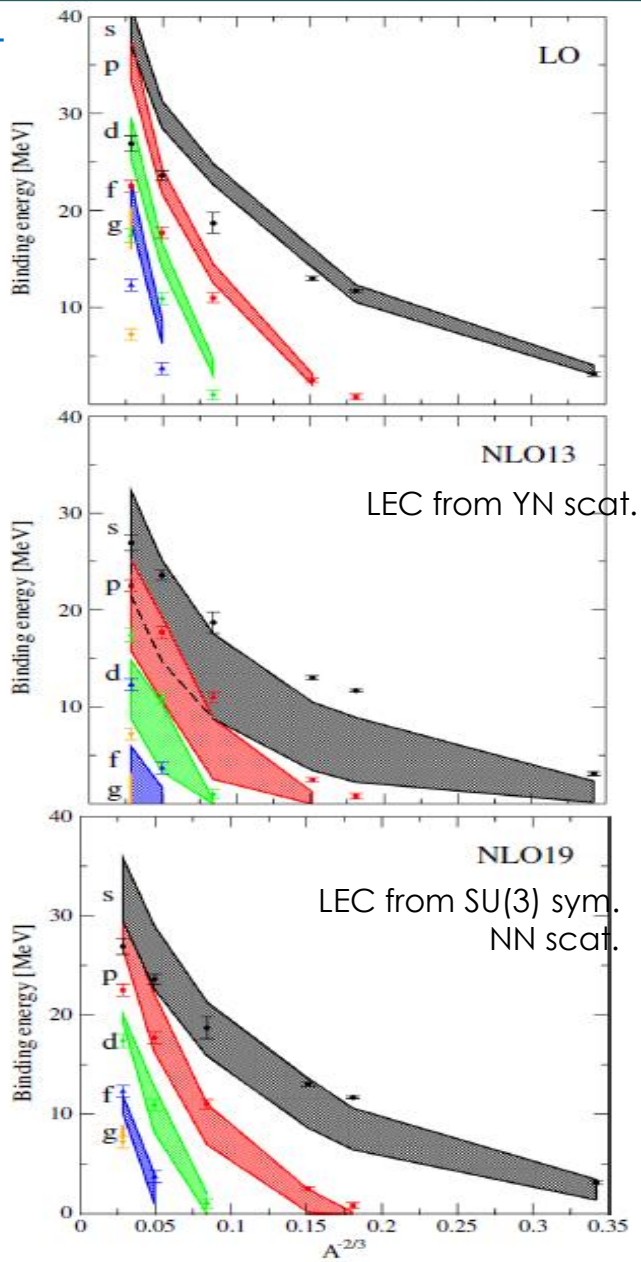 40
s
LO
p
30
d
f
20
g
10
Binding energy [MeV]
40
NLO13
LEC from YN scat.
30
s
p
20
d
10
f
g
Binding energy [MeV]
40
NLO19
s
LEC from SU(3) sym.
NN scat.
30
p
20
d
f
10
g
0
Binding energy [MeV]
0 0.05 0.1 0.15 0.2 0.25 0.3 0.35
A^-2/3